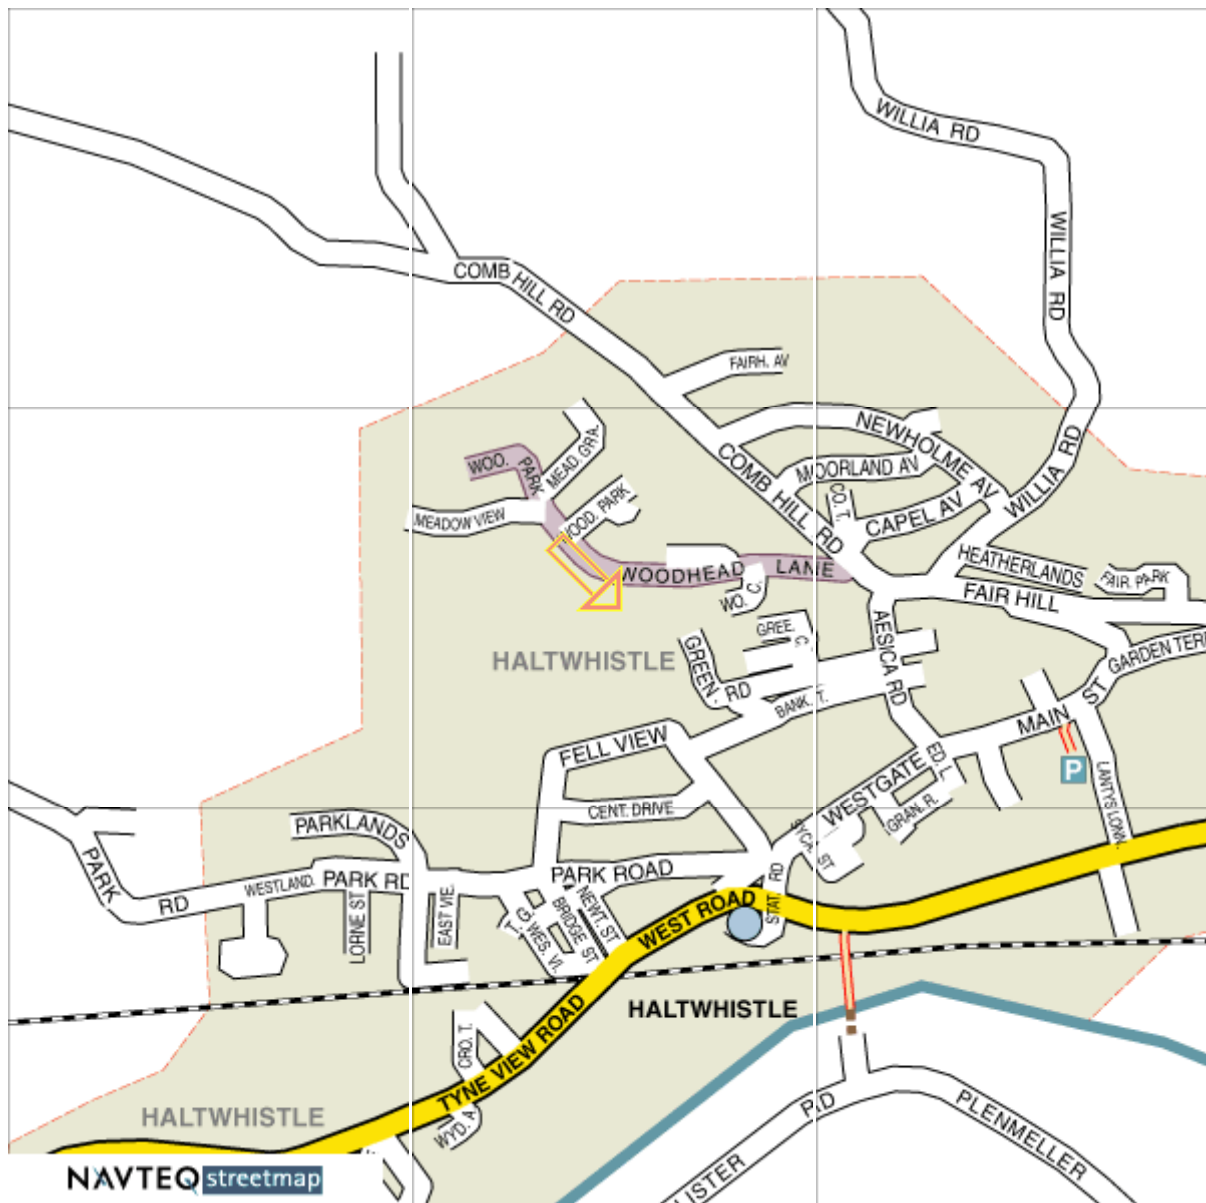 WILLIA RD
WILLIA RD
COMB HILL RD
FAIRH. AV
NEWHOLME AV
MEAD. GRA.
WOO. PARK
COMB HILL RD
MOORLAND AV
WILLIA RD
WOOD. PARK
CO. T.
CAPEL AV
MEADOW VIEW
HEATHERLANDS
WOODHEAD LANE
FAIR. PARK
WO. C.
FAIR HILL
AESICA RD
GREE. C.
GARDEN TERR
HALTWHISTLE
GREEN. RD
BANK. T.
MAIN ST
FELL VIEW
ED. L.
P
WESTGATE
LANTYS LONN.
CENT. DRIVE
GRAN. R.
PARKLANDS
SYCA. ST
PARK RD
WESTLAND.
PARK RD
PARK ROAD
STAT. RD
LORNE ST
EAST VIE.
T. G.
WES. VI.
BRIDGE ST
NEWT. ST
WEST ROAD
HALTWHISTLE
CRO. T.
TYNE VIEW ROAD
HALTWHISTLE
WYD. A
RD
PLENMELLER
LISTER
NAVTEQ streetmap